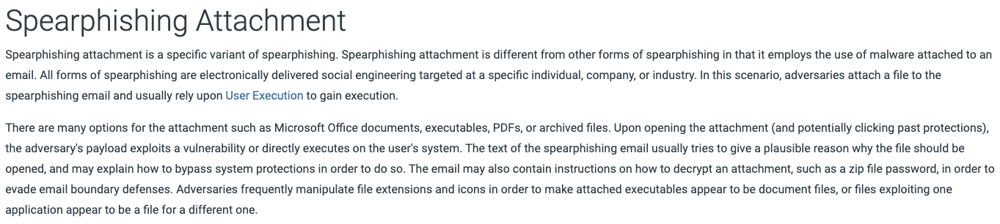 Spearphishing Attachment
Spearphishing attachment is a specific variant of spearphishing. Spearphishing attachment is different from other forms of spearphishing in that it employs the use of malware attached to an
email. All forms of spearphishing are electronically delivered social engineering targeted at a specific individual, company, or industry. In this scenario, adversaries attach a file to the
spearphishing email and usually rely upon User Execution to gain execution.
There are many options for the attachment such as Microsoft Office documents, executables, PDFs, or archived files. Upon opening the attachment (and potentially clicking past protections),
the adversary's payload exploits a vulnerability or directly executes on the user's system. The text of the spearphishing email usually tries to give a plausible reason why the file should be
opened, and may explain how to bypass system protections in order to do so. The email may also contain instructions on how to decrypt an attachment, such as a zip file password, in order to
evade email boundary defenses. Adversaries frequently manipulate file extensions and icons in order to make attached executables appear to be document files, or files exploiting one
application appear to be a file for a different one.